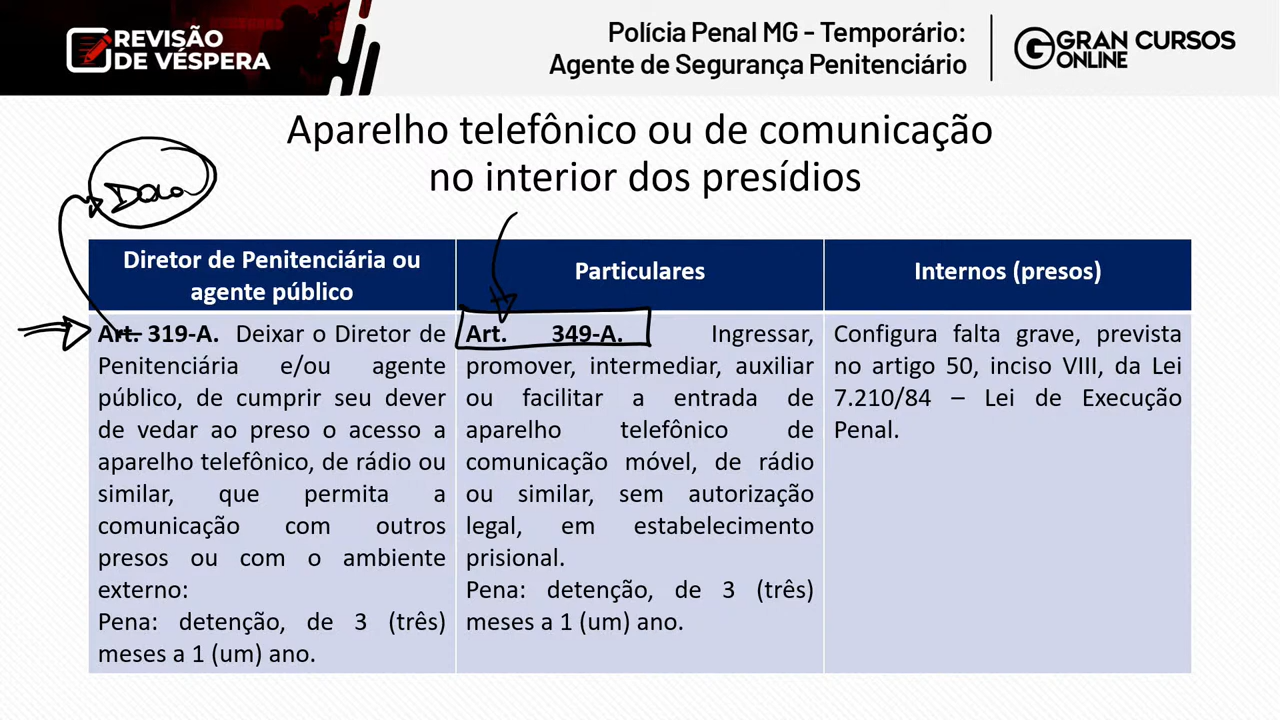 REVISÃO
DE VÉSPERA
Polícia Penal MG - Temporário:
Agente de Segurança Penitenciário
GRAN CURSOS
ONLINE
Aparelho telefônico ou de comunicação
no interior dos presídios
Dolo
Diretor de Penitenciária ou
agente público
Art. 319-A. Deixar o Diretor de
Penitenciária e/ou agente
público, de cumprir seu dever
de vedar ao preso o acesso a
aparelho telefônico, de rádio ou
similar, que permita a
comunicação com outros
presos ou com o ambiente
externo:
Pena: detenção, de 3 (três)
meses a 1 (um) ano.
Particulares
Art. 349-A. Ingressar,
promover, intermediar, auxiliar
ou facilitar a entrada de
aparelho telefônico de
comunicação móvel, de rádio
ou similar, sem autorização
legal, em estabelecimento
prisional.
Pena: detenção, de 3 (três)
meses a 1 (um) ano.
Internos (presos)
Configura falta grave, prevista
no artigo 50, inciso VIII, da Lei
7.210/84 – Lei de Execução
Penal.